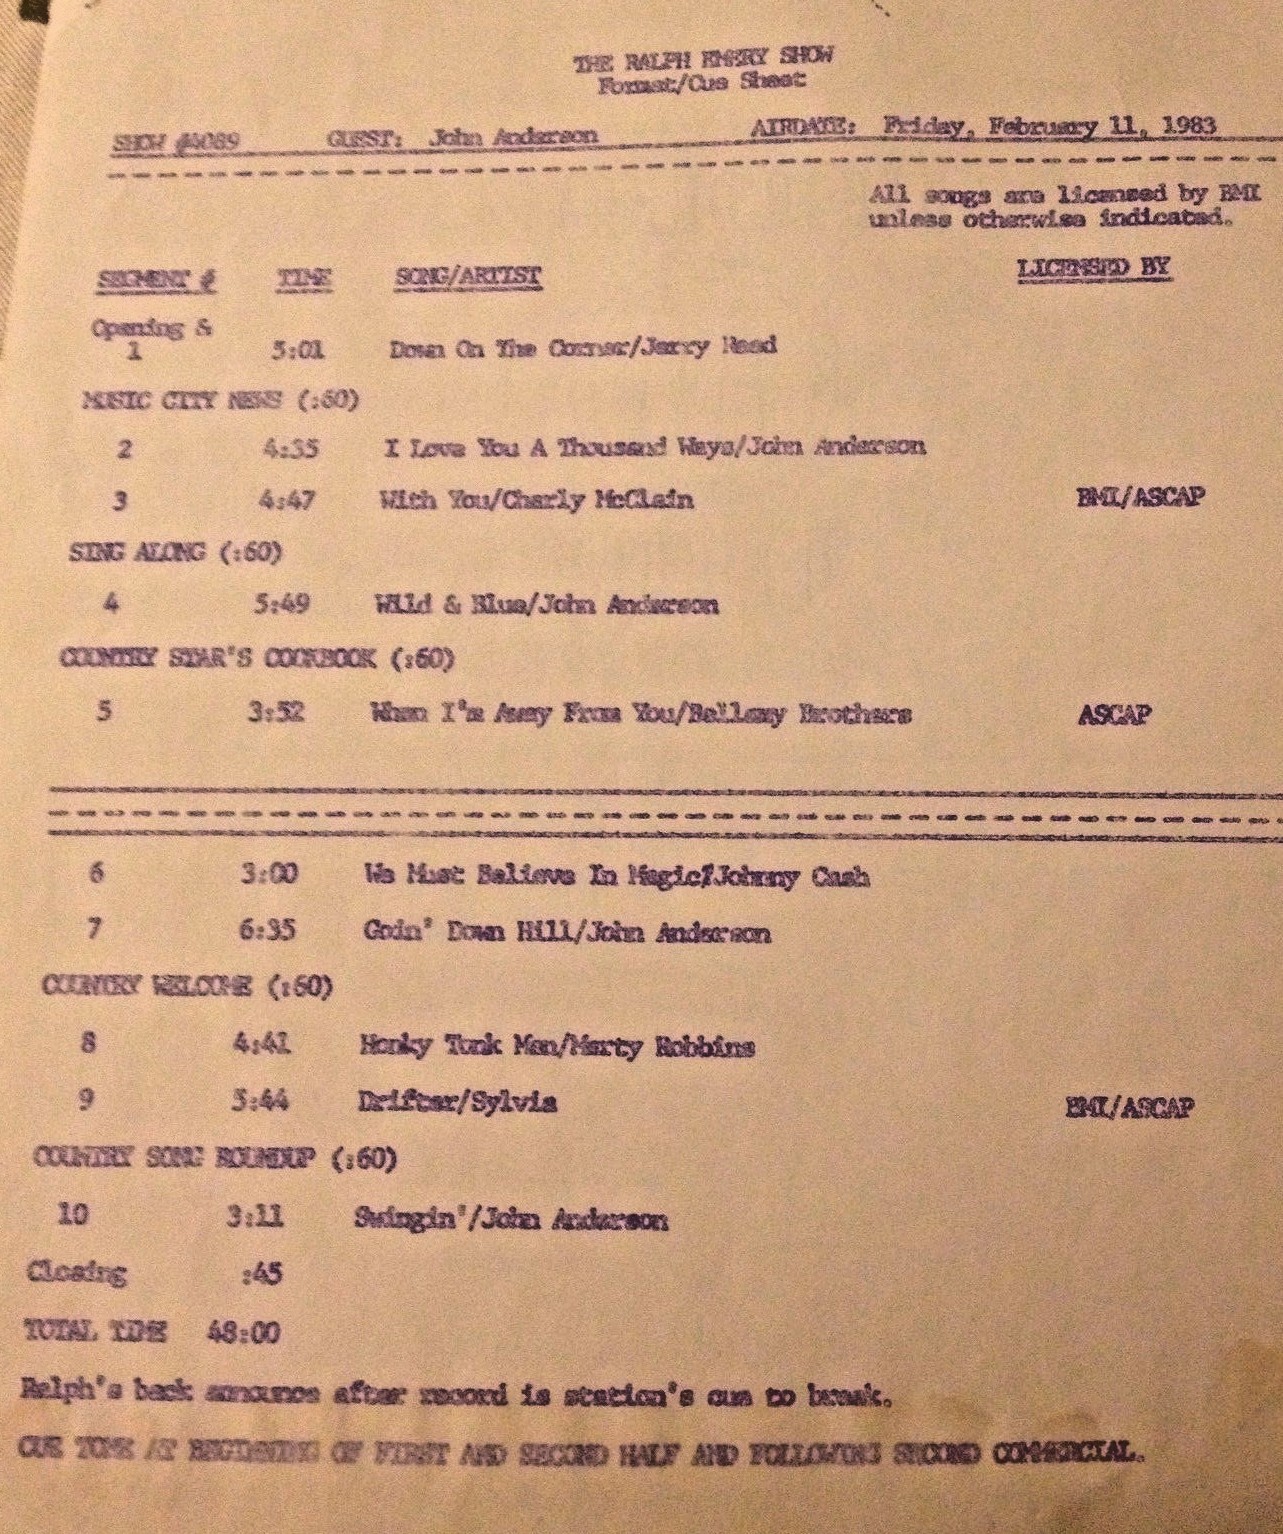 THE RALPH EMERY SHOW
Format/Cue Sheet
SHOW #4089 GUEST: John Anderson AIRDATE: Friday, February 11, 1983
All songs are licensed by BMI
unless otherwise indicated.
SEGMENT # TIME SONG/ARTIST LICENSED BY
Opening &
1 5:01 Down On The Corner/Jerry Reed
MUSIC CITY NEWS (:60)
2 4:35 I Love You A Thousand Ways/John Anderson
3 4:47 With You/Charly McClain BMI/ASCAP
SING ALONG (:60)
4 5:49 Wild & Blue/John Anderson
COUNTRY STAR'S COOKBOOK (:60)
5 3:52 When I'm Away From You/Bellamy Brothers ASCAP
6 3:00 We Must Believe In Magic/Johnny Cash
7 6:35 Goin' Down Hill/John Anderson
COUNTRY WELCOME (:60)
8 4:41 Honky Tonk Man/Marty Robbins
9 5:44 Drifter/Sylvia BMI/ASCAP
COUNTRY SONG ROUNDUP (:60)
10 3:11 Swingin'/John Anderson
Closing :45
TOTAL TIME 48:00
Ralph's back announce after record is station's cue to break.
CUE TONE AT BEGINNING OF FIRST AND SECOND HALF AND FOLLOWING SECOND COMMERCIAL.